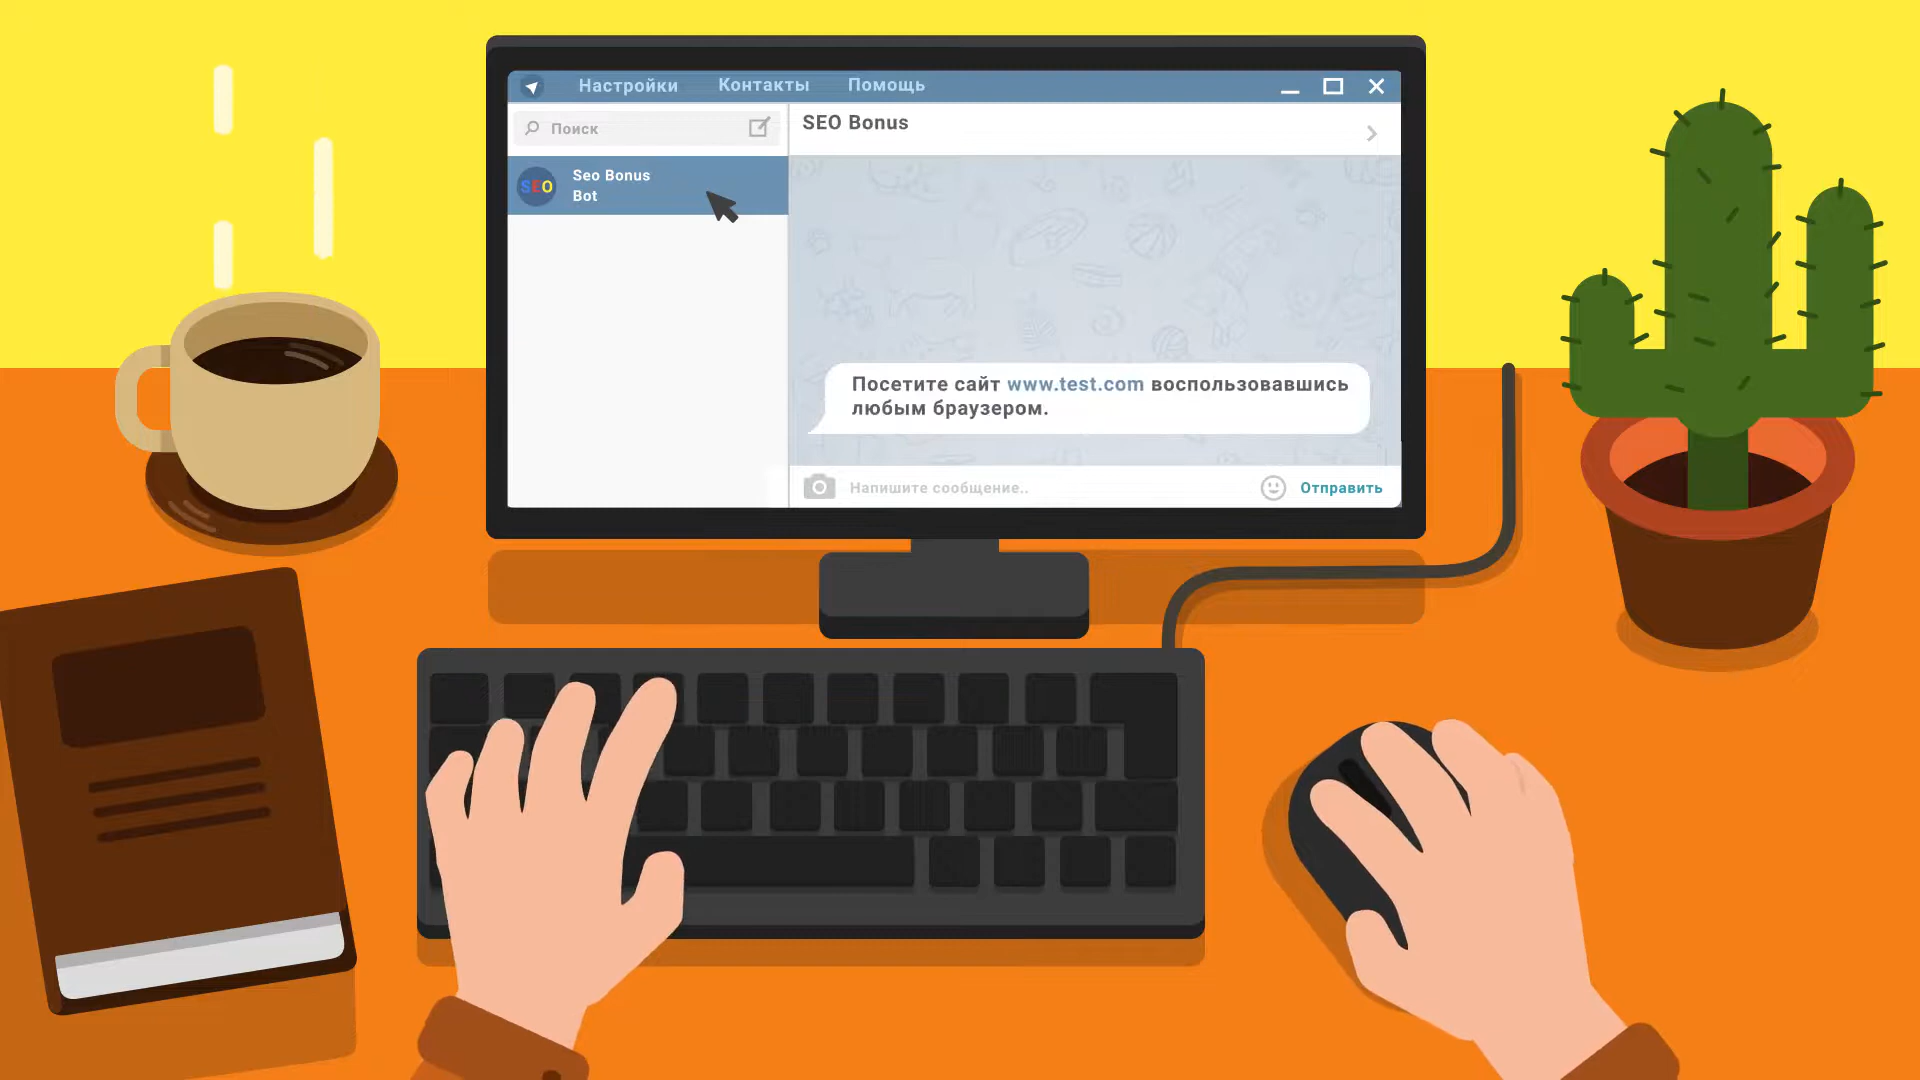 Настройки Контакты Помощь
Поиск
SEO Bonus
SEO
Seo Bonus
Bot
Посетите сайт www.test.com воспользовавшись
любым браузером.
Напишите сообщение..
Отправить